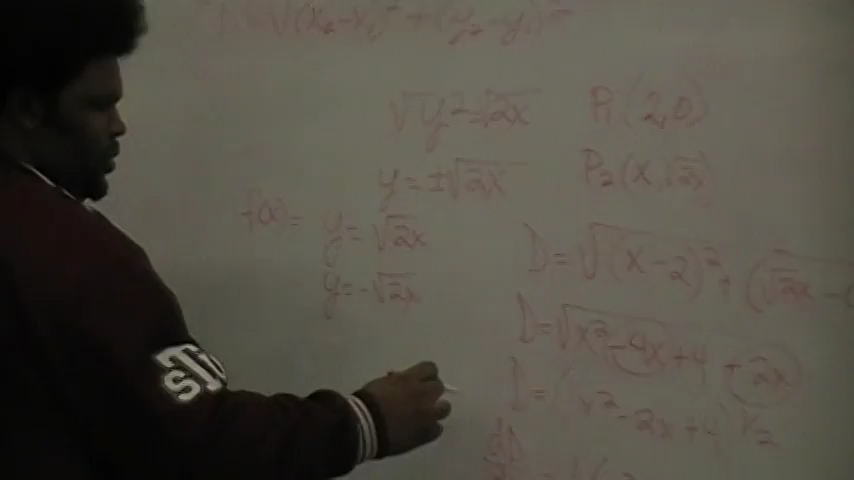 D = √(x₂-x₁)² + (y₂-y₁)²
√y² = √2x
P₁(2,0)
y = ±√2x
P₂(x,√2x)
f(x) = y = √2x
y = -√2x
D = √(x-2)² + (√2x -
D = √x² - 4x + 4 + 2x
D = (x² - 2x + 4)^1/2
dD